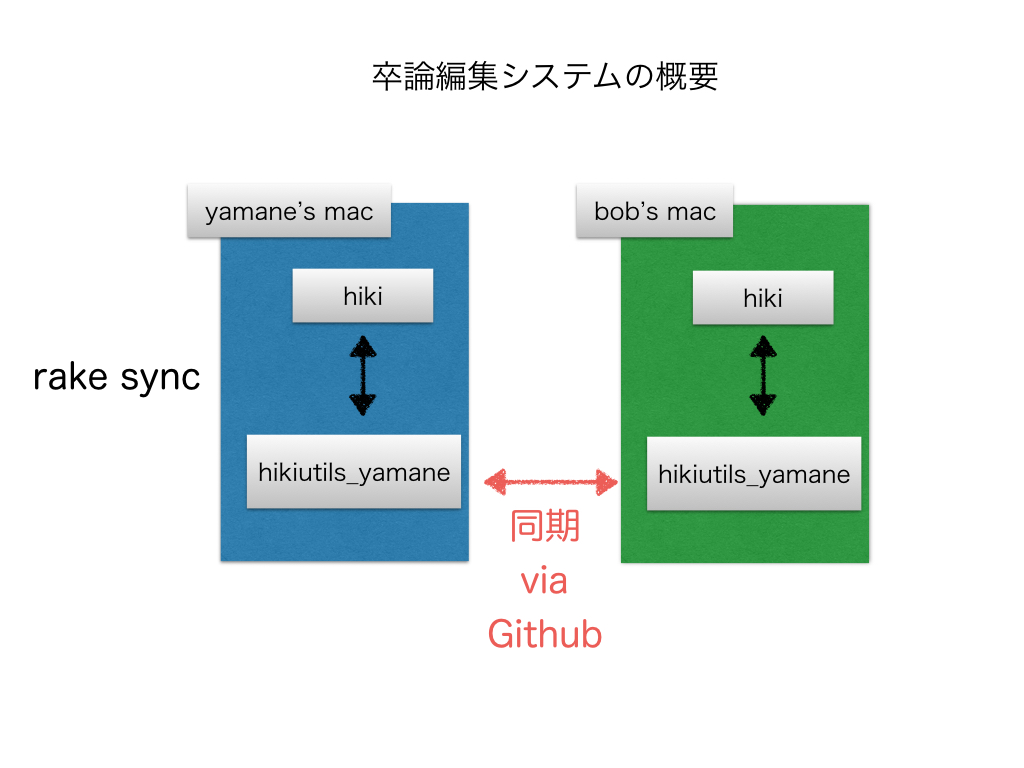 卒論編集システムの概要
yamane’s mac
bob’s mac
hiki
hiki
rake sync
hikiutils_yamane
hikiutils_yamane
同期
via
Github